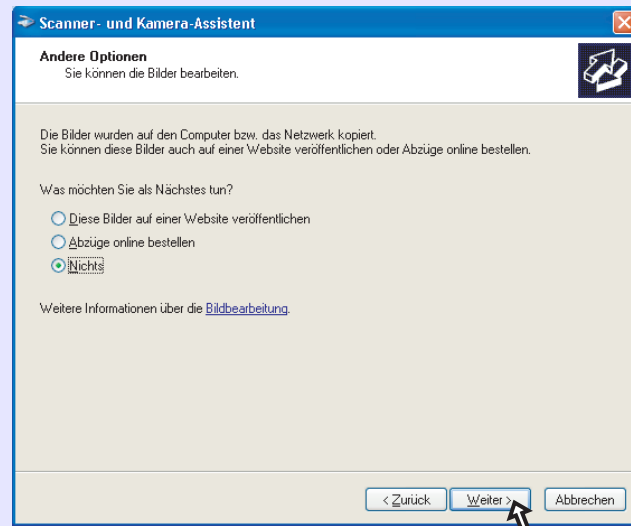 Scanner- und Kamera-Assistent
Andere Optionen
Sie können die Bilder bearbeiten.
Die Bilder wurden auf den Computer bzw. das Netzwerk kopiert.
Sie können diese Bilder auch auf einer Website veröffentlichen oder Abzüge online bestellen.
Was möchten Sie als Nächstes tun?
Diese Bilder auf einer Website veröffentlichen
Abzüge online bestellen
Nichts
Weitere Informationen über die Bildbearbeitung.
< Zurück Weiter > Abbrechen